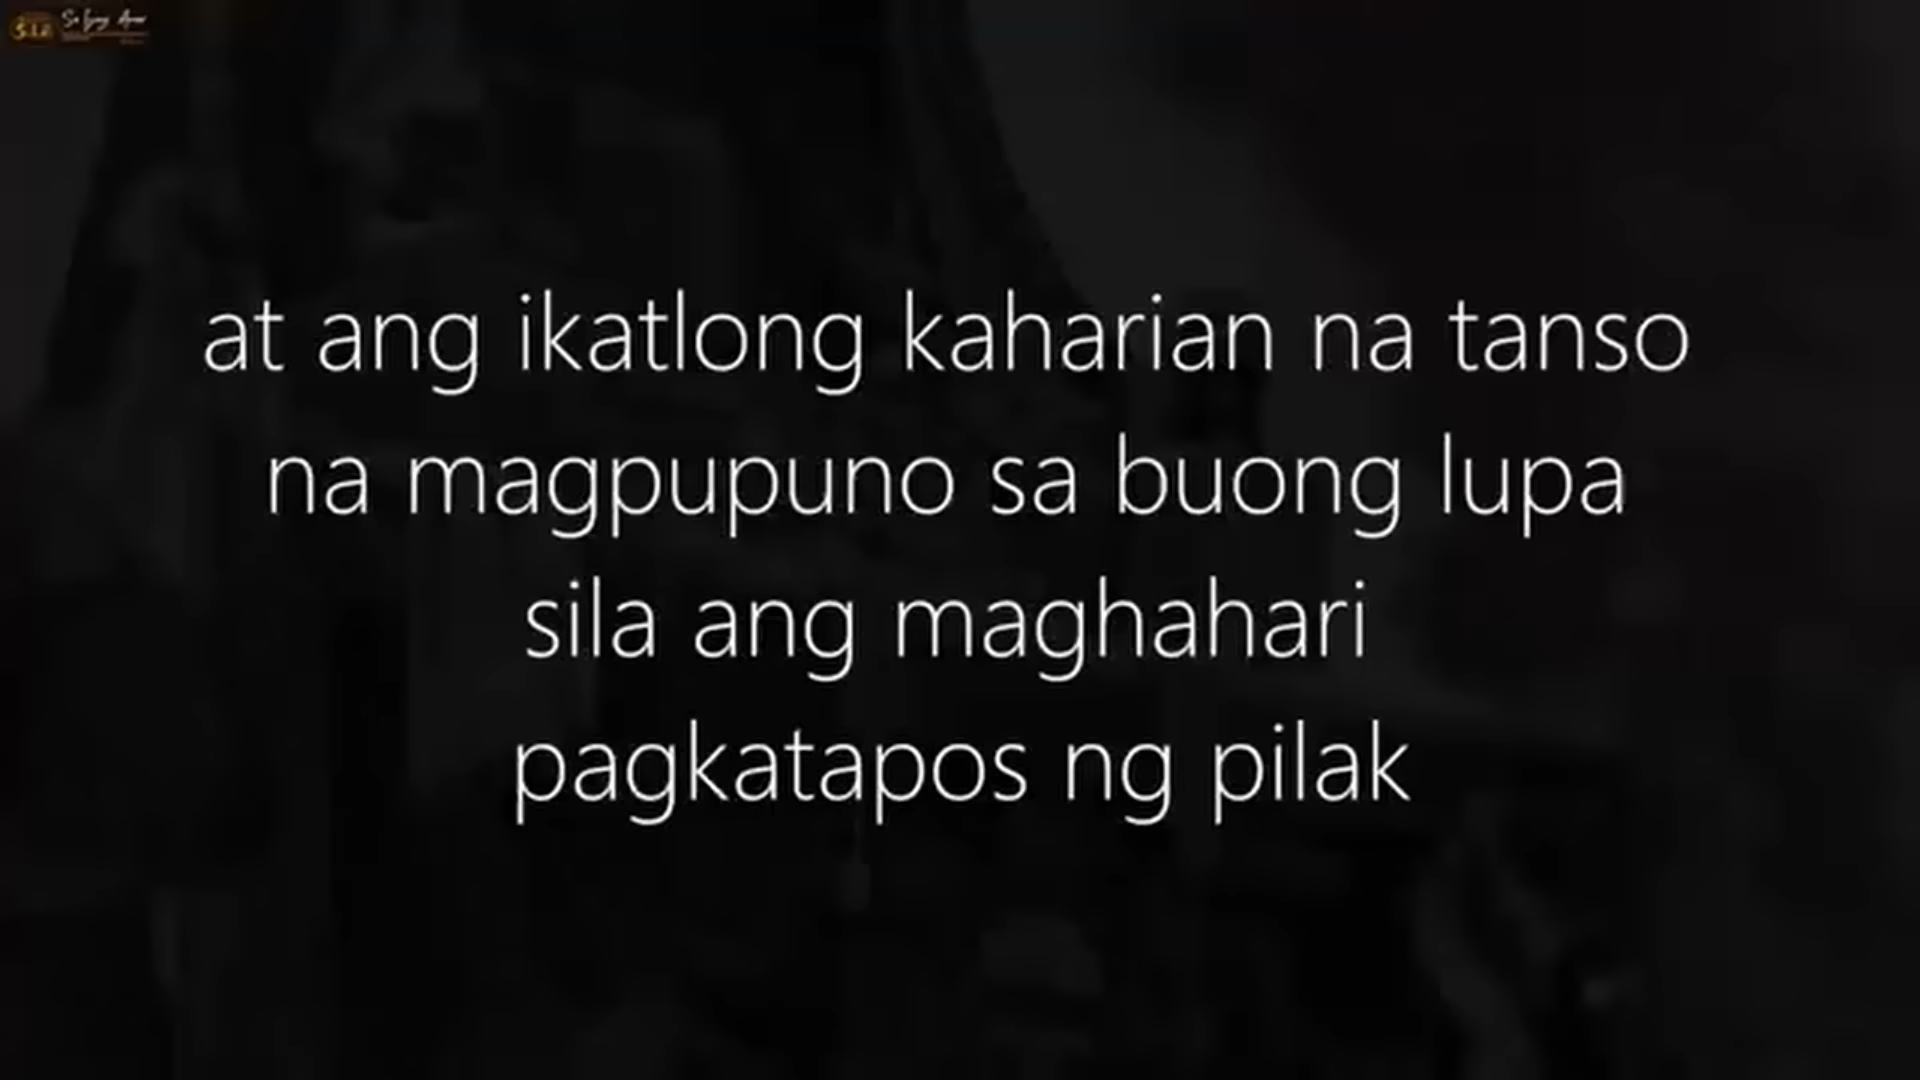 at ang ikatlong kaharian na tanso
na magpupuno sa buong lupa
sila ang maghahari
pagkatapos ng pilak